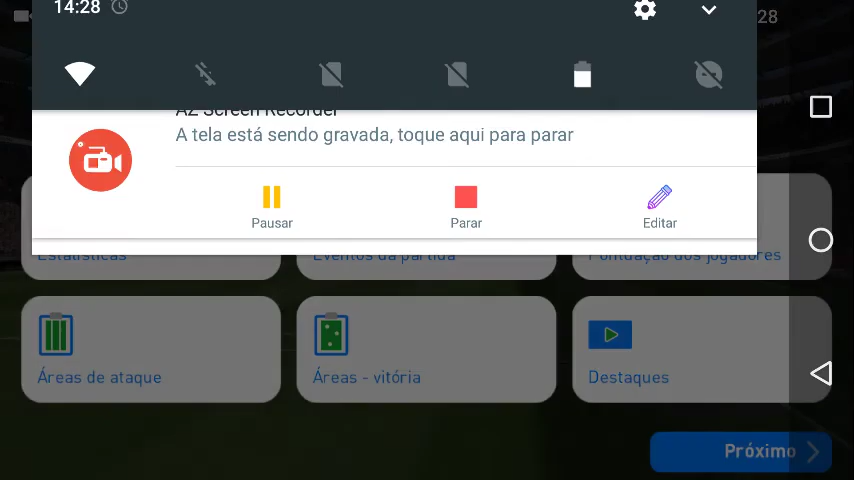 14:28
28
AZ Screen Recorder
A tela está sendo gravada, toque aqui para parar
Pausar
Parar
Editar
Estatísticas
Eventos da partida
Pontuação dos jogadores
Áreas de ataque
Áreas - vitória
Destaques
Próximo